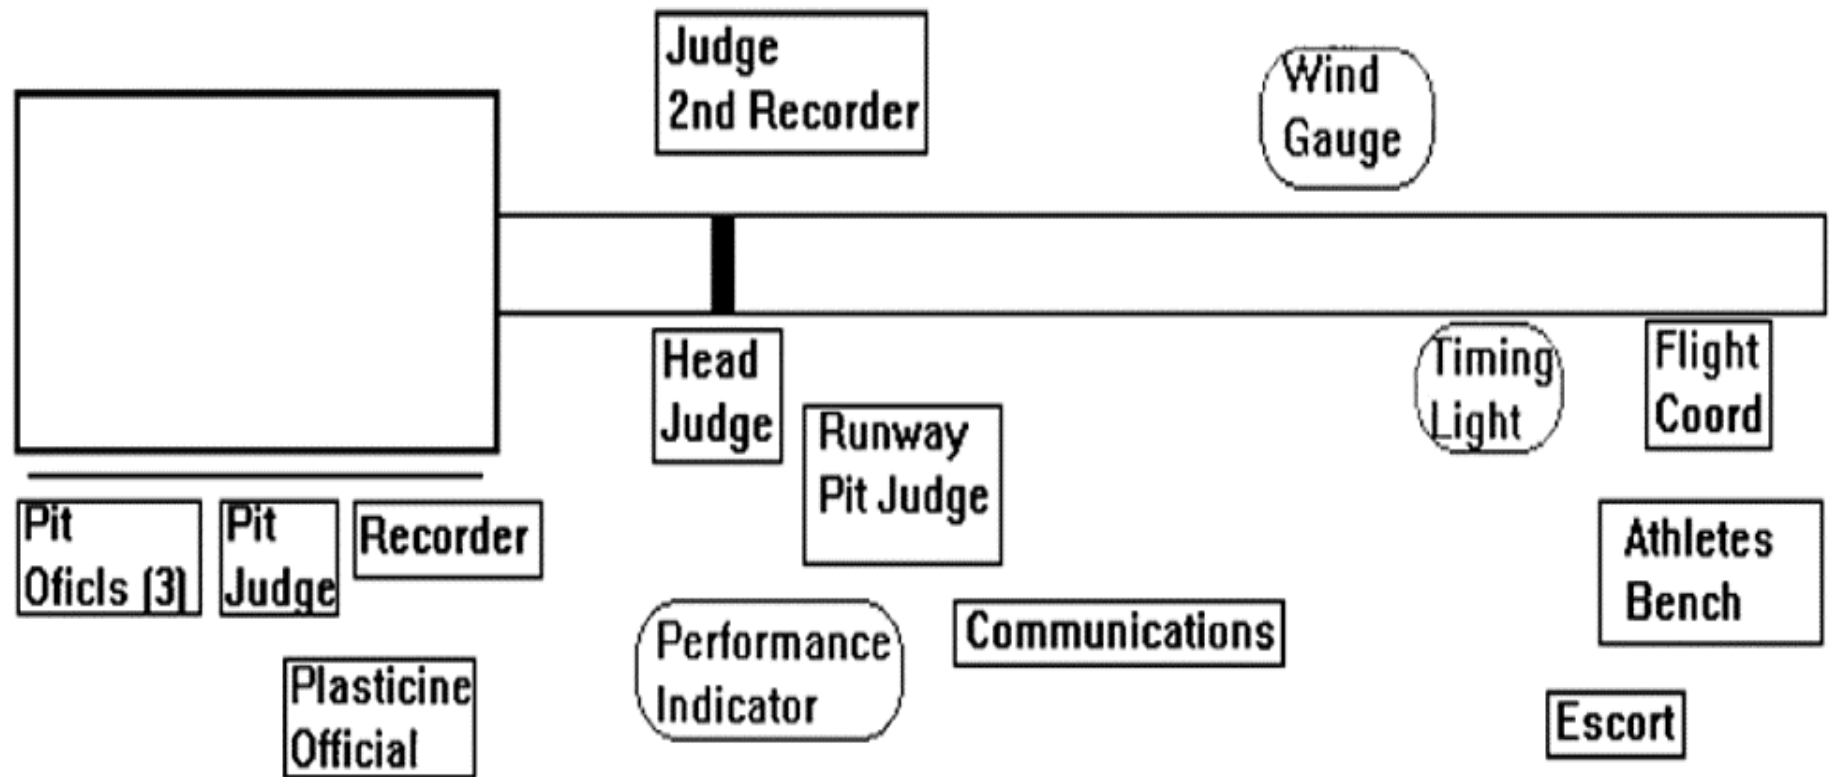 Judge
2nd Recorder
Wind
Gauge
Head
Judge
Runway
Pit Judge
Timing
Light
Flight
Coord
Pit
Oficls (3)
Pit
Judge
Recorder
Athletes
Bench
Plasticine
Official
Performance
Indicator
Communications
Escort